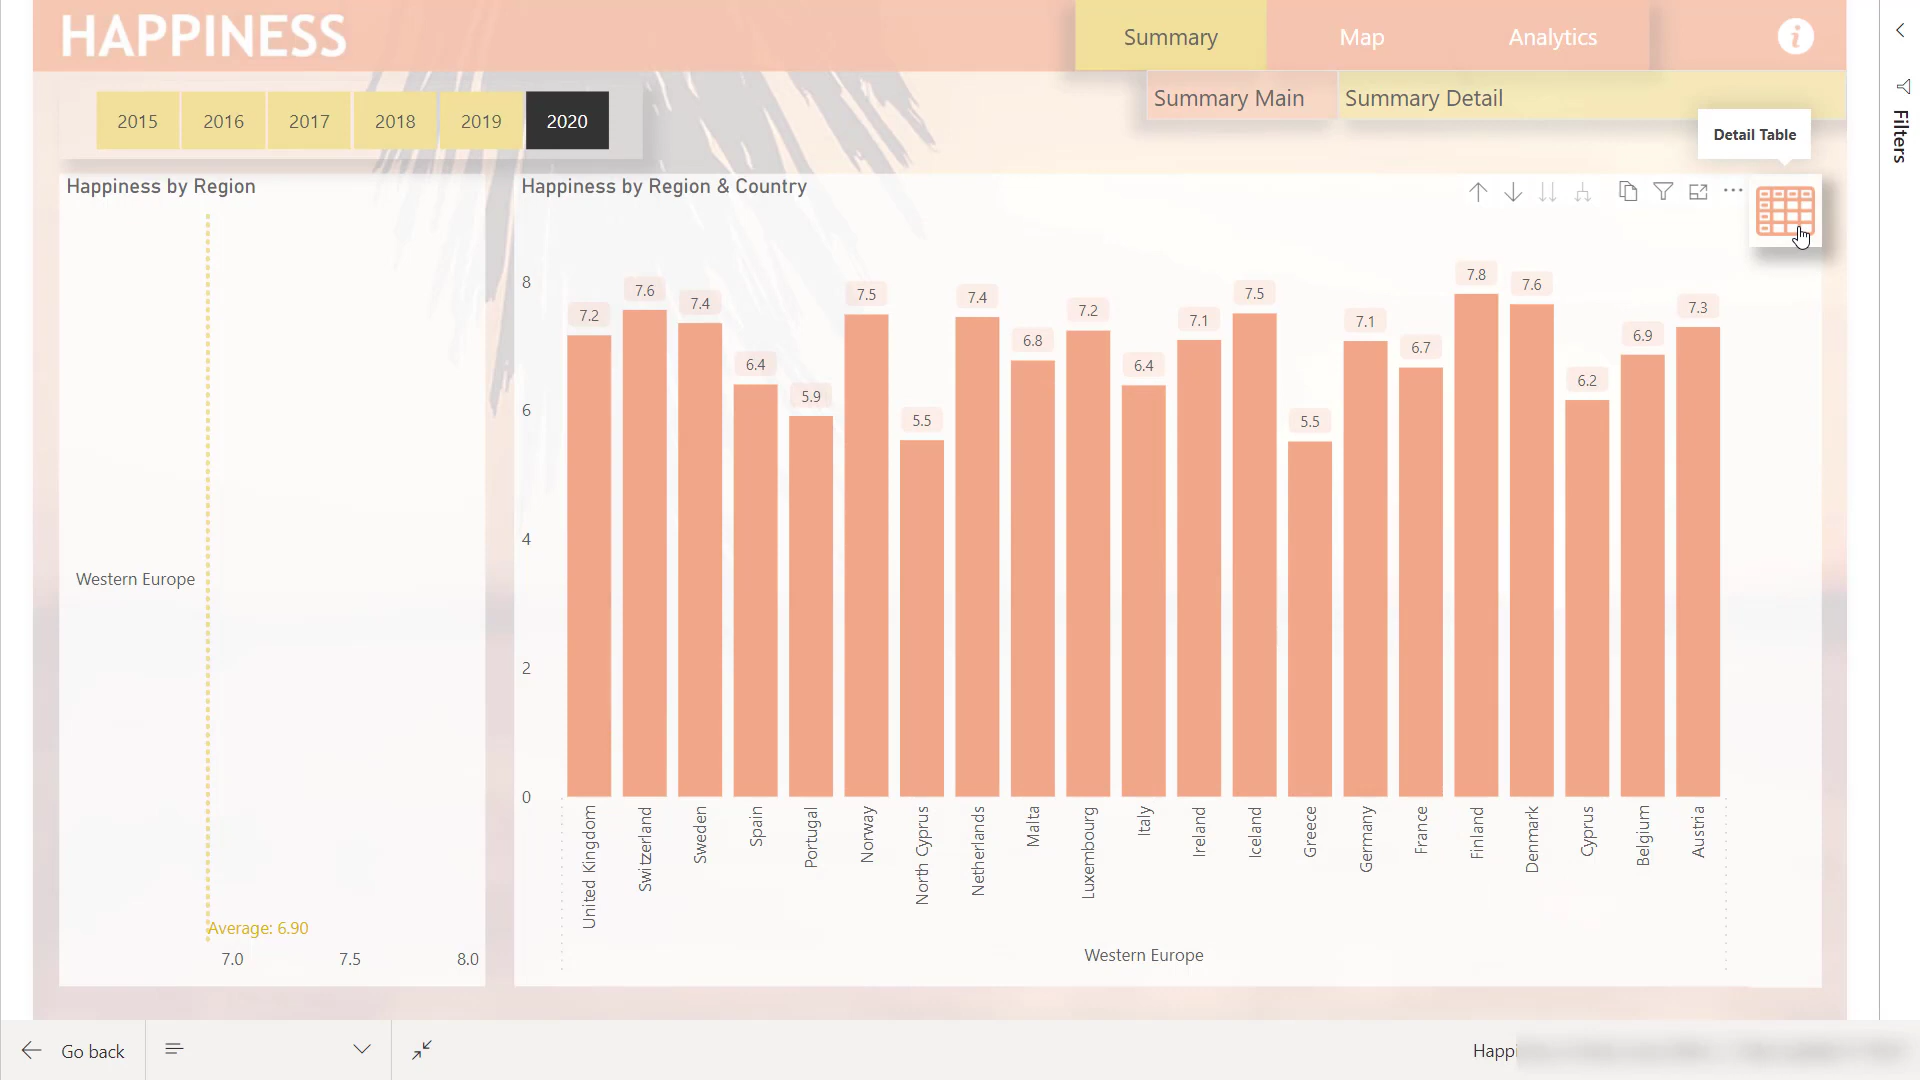 HAPPINESS
Summary
Map
Analytics
Summary Main
Summary Detail
2015
2016
2017
2018
2019
2020
Detail Table
Filters
Happiness by Region
Western Europe
Average: 6.90
7.0
7.5
8.0
Happiness by Region & Country
8
6
4
2
0
7.2
7.6
7.4
6.4
5.9
7.5
5.5
7.4
6.8
7.2
6.4
7.1
7.5
5.5
7.1
6.7
7.8
7.6
6.2
6.9
7.3
United Kingdom
Switzerland
Sweden
Spain
Portugal
Norway
North Cyprus
Netherlands
Malta
Luxembourg
Italy
Ireland
Iceland
Greece
Germany
France
Finland
Denmark
Cyprus
Belgium
Austria
Western Europe
Go back